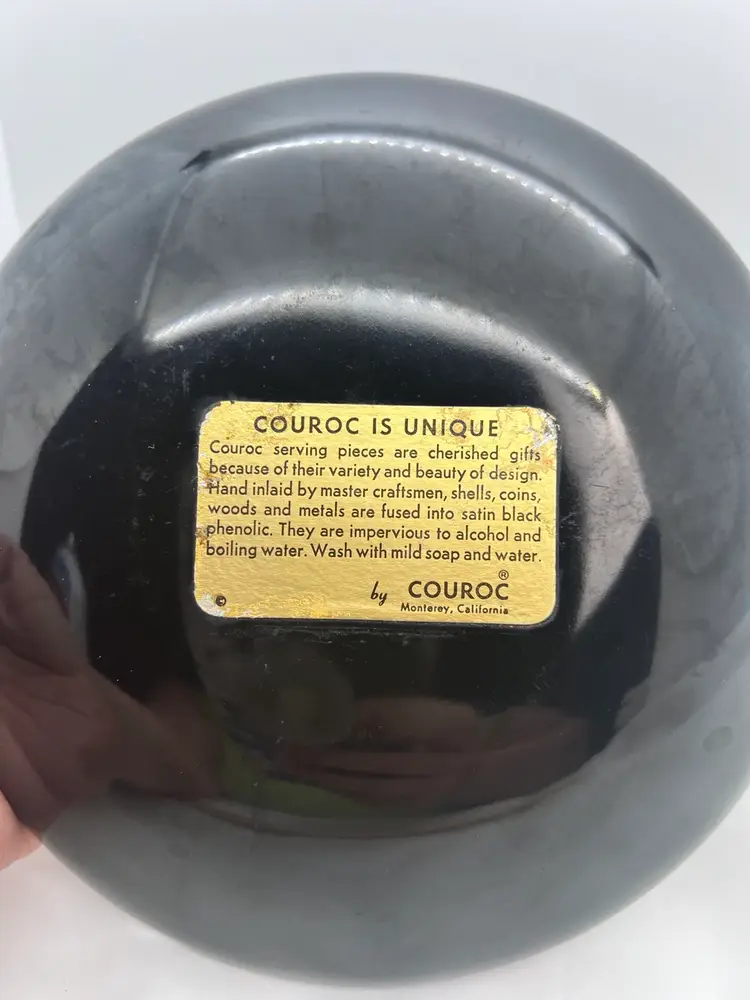 COUROC IS UNIQUE
Couroc serving pieces are cherished gifts
because of their variety and beauty of design.
Hand inlaid by master craftsmen, shells, coins,
woods and metals are fused into satin black
phenolic. They are impervious to alcohol and
boiling water. Wash with mild soap and water.
by COUROC®
© Monterey, California